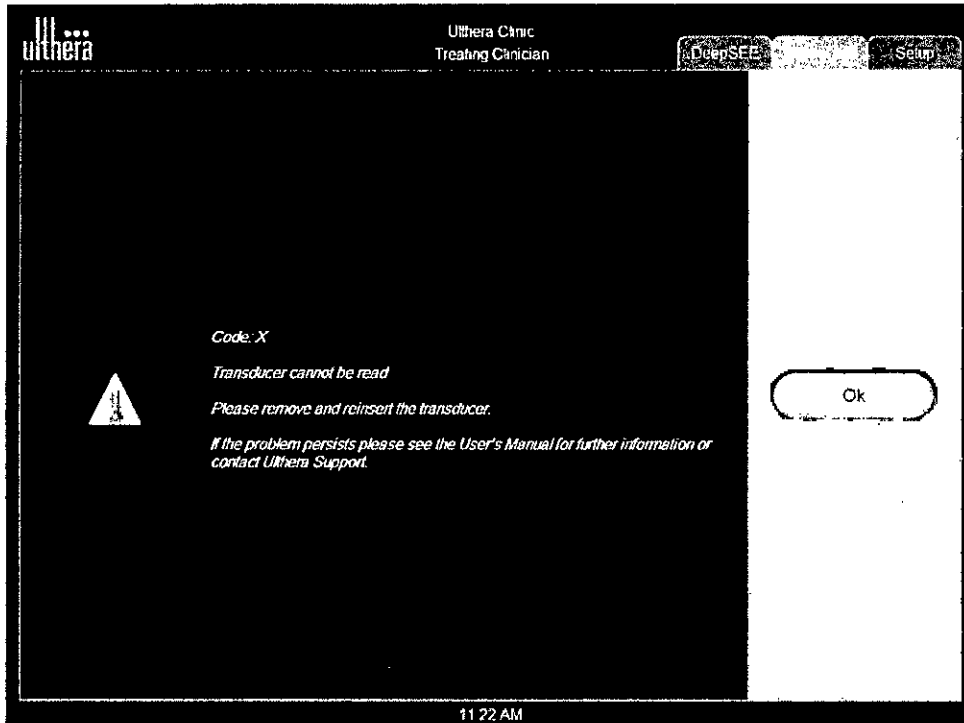 ulthera
Ulthera Clinic
Treating Clinician
DeepSEE
Setup
Code: X
Transducer cannot be read
Please remove and reinsert the transducer.
If the problem persists please see the User's Manual for further information or
contact Ulthera Support.
Ok
11 22 AM